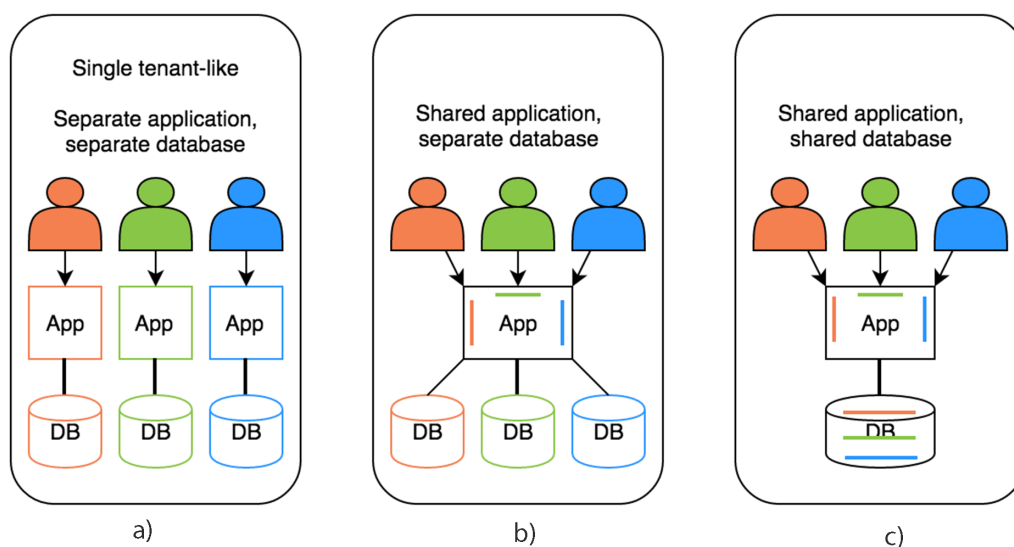 Single tenant-like
Separate application,
separate database
App
App
App
DB
DB
DB
a)
Shared application,
separate database
App
DB
DB
DB
b)
Shared application,
shared database
App
DB
c)